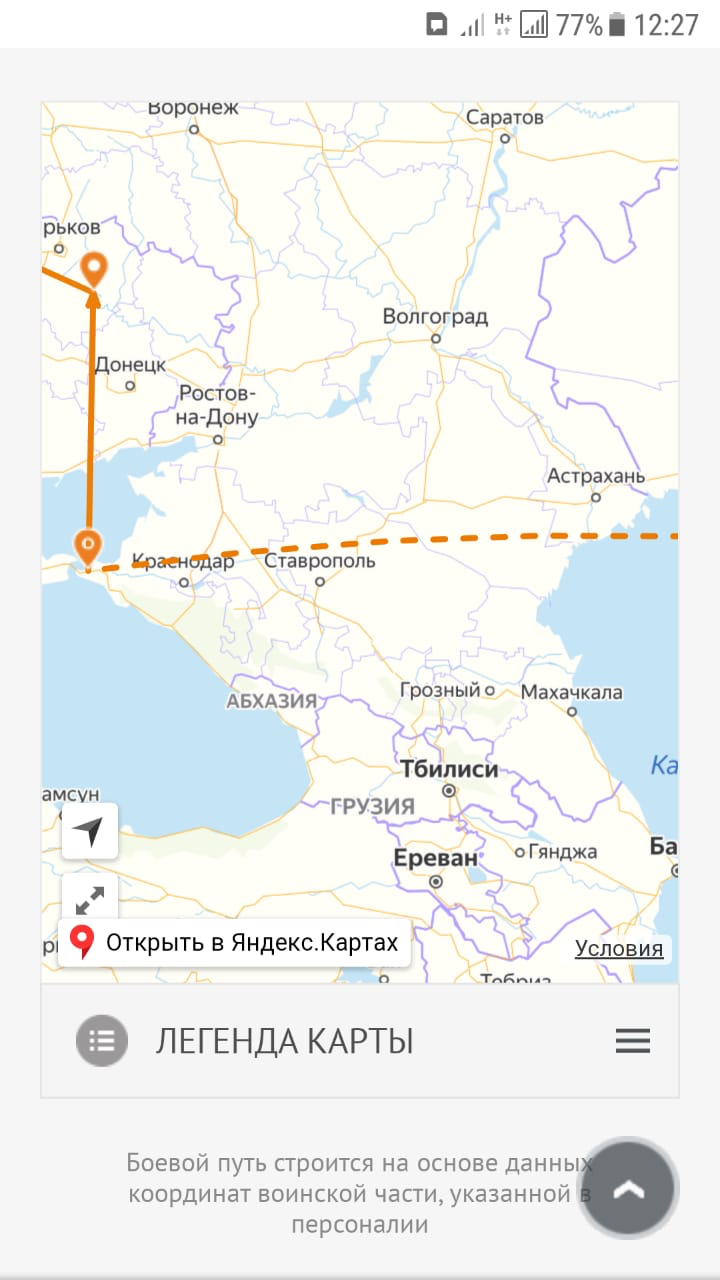 H+ 77% 12:27
Воронеж
Саратов
рьков
Волгоград
Донецк
Ростов-
на-Дону
Астрахань
Краснодар
Ставрополь
Грозный
Махачкала
АБХАЗИЯ
Ка
Тбилиси
амсун
ГРУЗИЯ
Ба
Ереван
Гянджа
Открыть в Яндекс.Картах
Условия
Тебриз
ЛЕГЕНДА КАРТЫ
Боевой путь строится на основе данных
координат воинской части, указанной в
персоналии